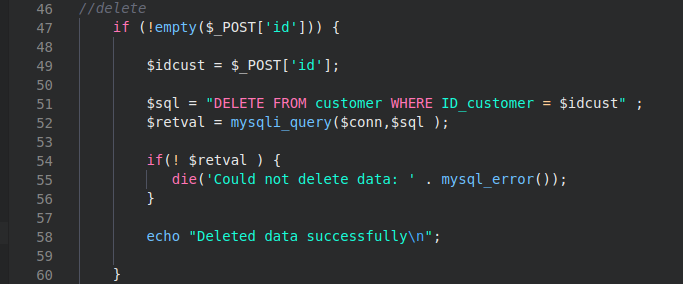 46 //delete
47 if (!empty($_POST['id'])) {
48
49 $idcust = $_POST['id'];
50
51 $sql = "DELETE FROM customer WHERE ID_customer = $idcust" ;
52 $retval = mysqli_query($conn,$sql );
53
54 if(! $retval ) {
55 die('Could not delete data: ' . mysql_error());
56 }
57
58 echo "Deleted data successfully\n";
59
60 }